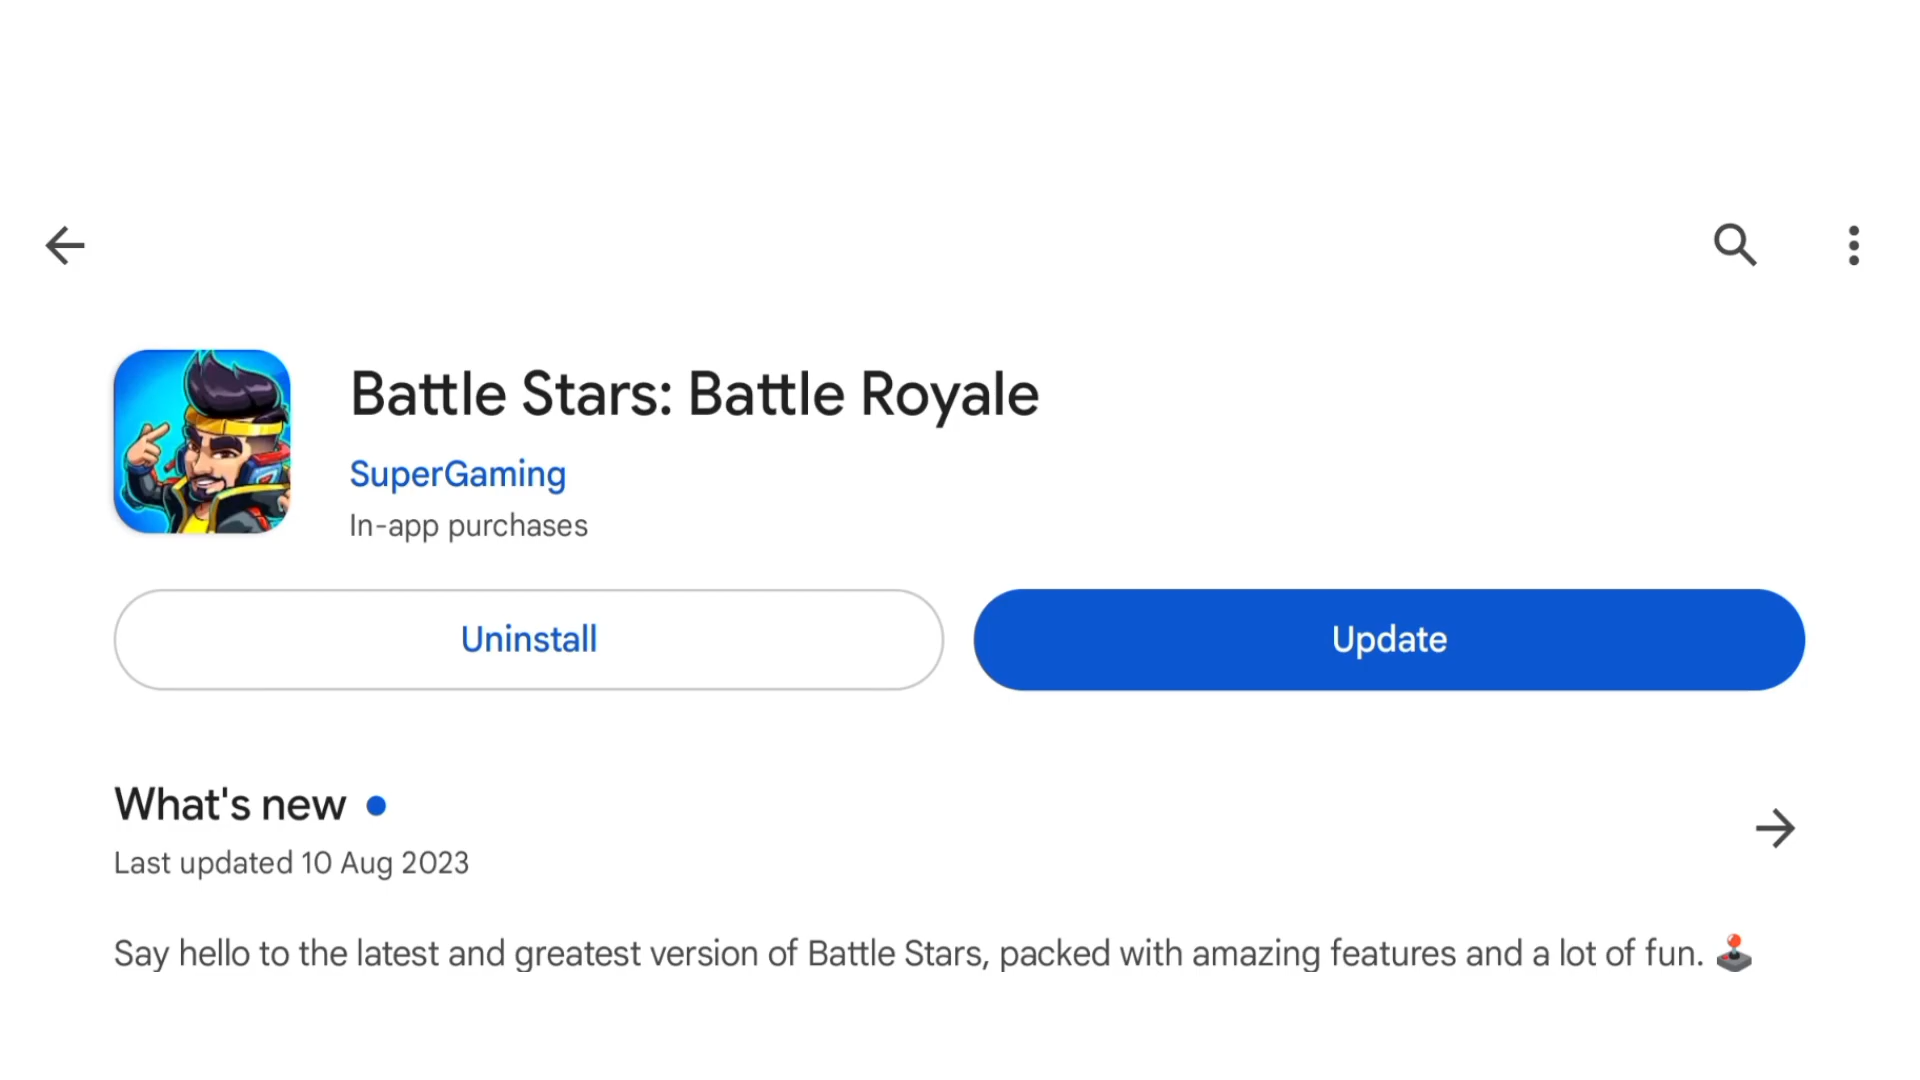 Battle Stars: Battle Royale
SuperGaming
In-app purchases
Uninstall
Update
What's new
Last updated 10 Aug 2023
Say hello to the latest and greatest version of Battle Stars, packed with amazing features and a lot of fun. 🕹️